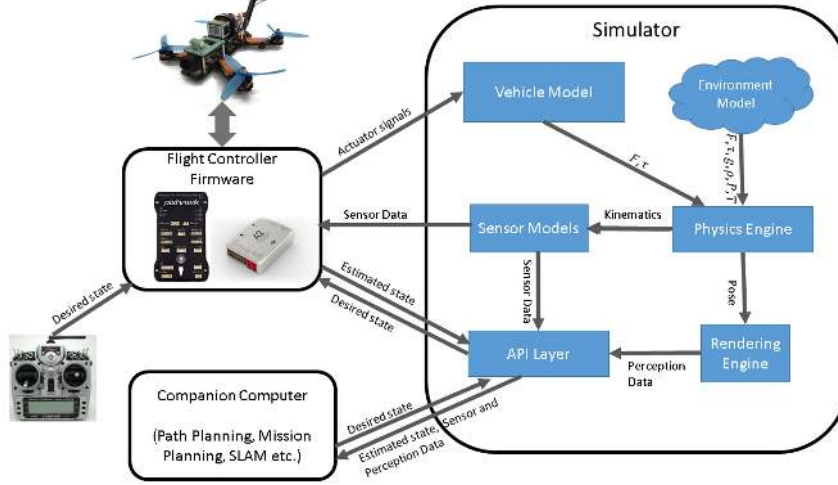 Simulator
Vehicle Model
Environment
Model
Actuator signals
Flight Controller
Firmware
pixhawk
F,τ
F,τ,g,ρ,P,T
Sensor Data
Sensor Models
Kinematics
Physics Engine
Desired state
Estimated state
Desired state
Sensor
Data
Pose
API Layer
Perception
Data
Rendering
Engine
Companion Computer
(Path Planning, Mission
Planning, SLAM etc.)
Desired state
Estimated state, Sensor and
Perception Data